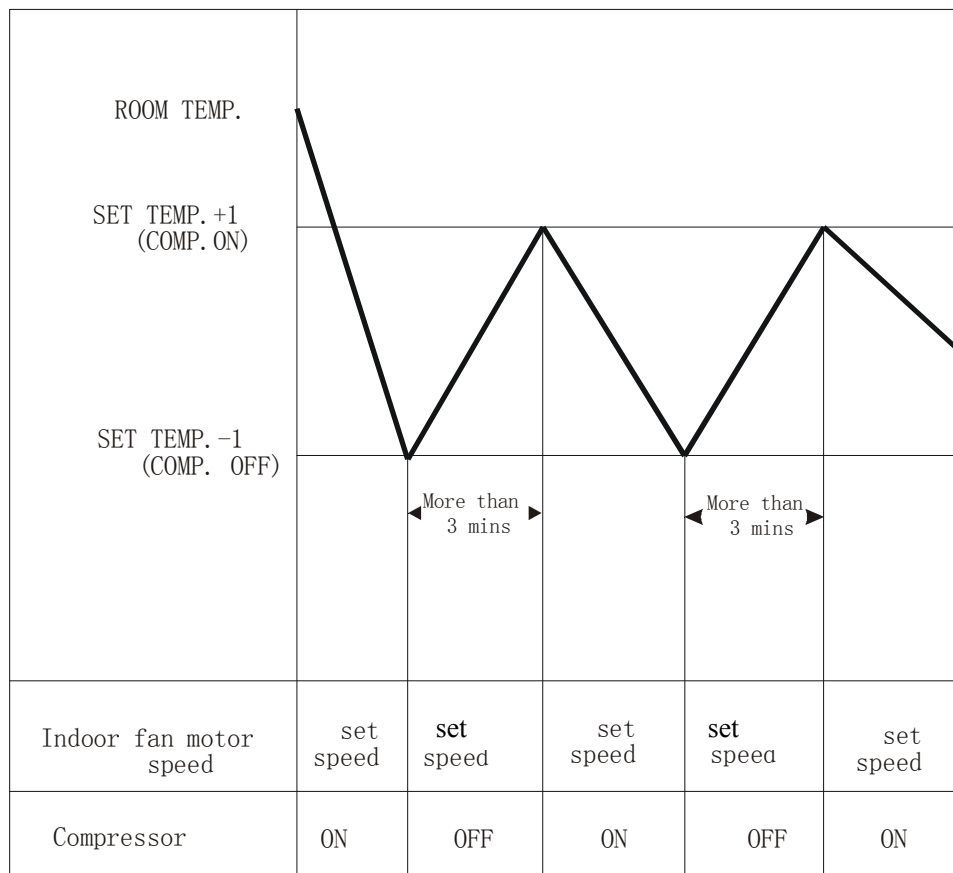 ROOM TEMP.
SET TEMP.+1
(COMP.ON)
SET TEMP.-1
(COMP. OFF)
More than
3 mins
More than
3 mins
Indoor fan motor
speed
set
speed
set
speed
set
speed
set
speed
set
speed
Compressor
ON
OFF
ON
OFF
ON